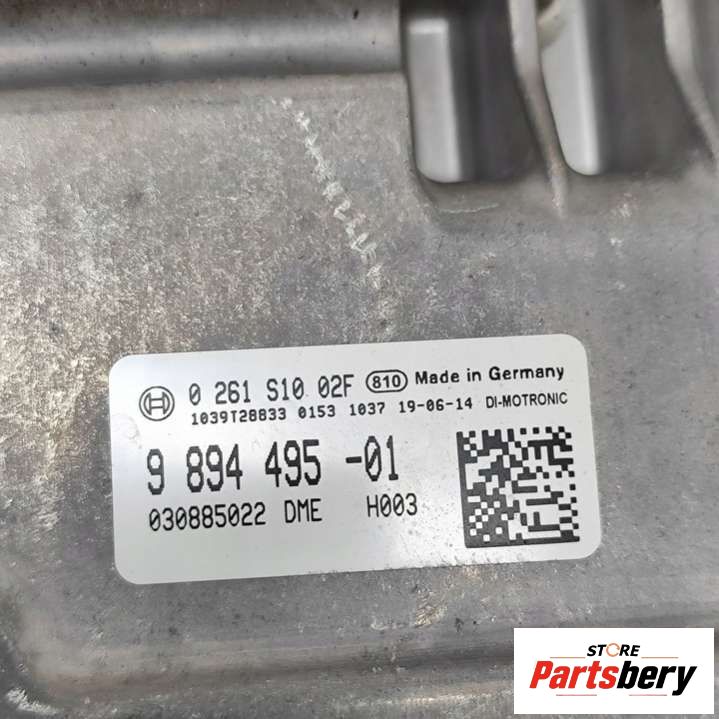 0 261 S10 02F 810 Made in Germany
1039T28833 0153 1037 19-06-14 DI-MOTRONIC
9 894 495 -01
030885022 DME H003
STORE
Partsbery